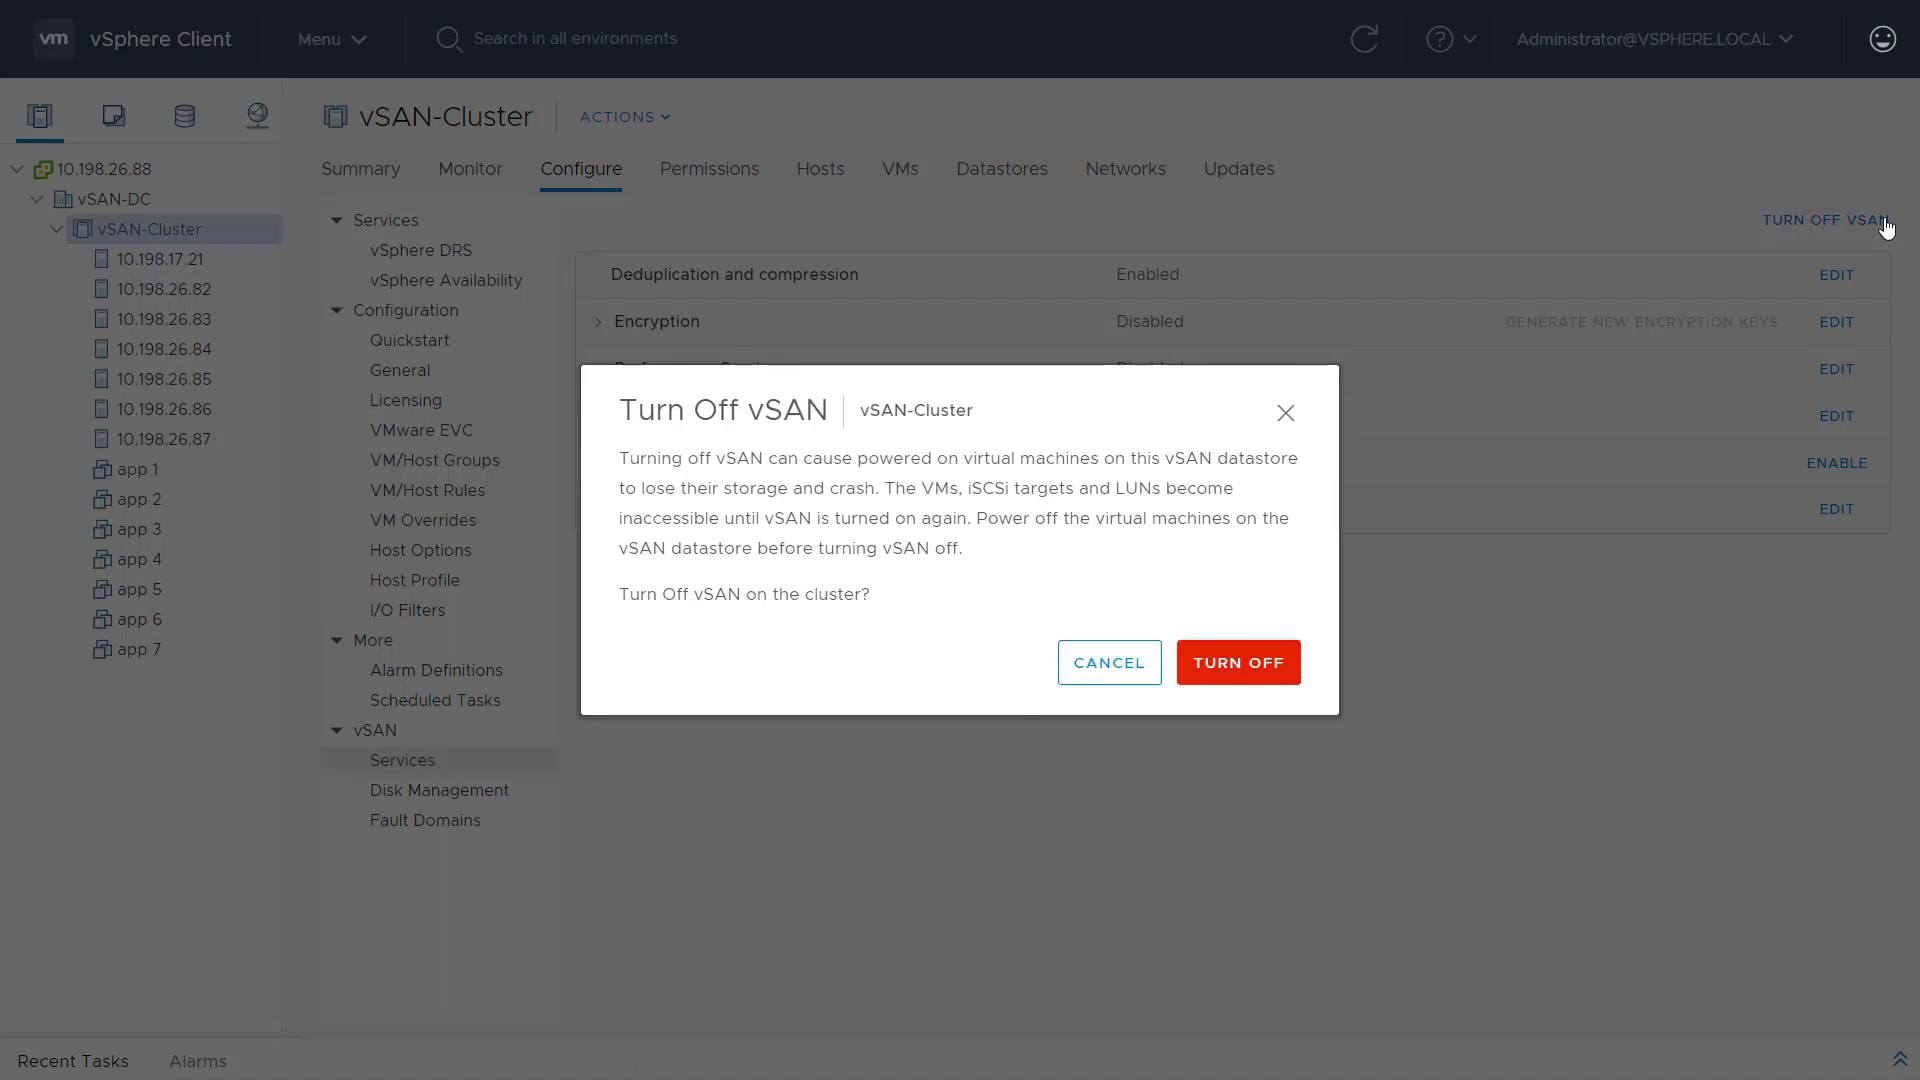 vm vSphere Client Menu Search in all environments Administrator@VSPHERE.LOCAL
vSAN-Cluster ACTIONS
Summary Monitor Configure Permissions Hosts VMs Datastores Networks Updates
10.198.26.88
vSAN-DC
vSAN-Cluster
10.198.17.21
10.198.26.82
10.198.26.83
10.198.26.84
10.198.26.85
10.198.26.86
10.198.26.87
app 1
app 2
app 3
app 4
app 5
app 6
app 7
Services
vSphere DRS
vSphere Availability
Configuration
Quickstart
General
Licensing
VMware EVC
VM/Host Groups
VM/Host Rules
VM Overrides
Host Options
Host Profile
I/O Filters
More
Alarm Definitions
Scheduled Tasks
vSAN
Services
Disk Management
Fault Domains
TURN OFF VSAN
Deduplication and compression Enabled EDIT
Encryption Disabled GENERATE NEW ENCRYPTION KEYS EDIT
EDIT
EDIT
ENABLE
EDIT
Turn Off vSAN vSAN-Cluster
Turning off vSAN can cause powered on virtual machines on this vSAN datastore
to lose their storage and crash. The VMs, iSCSi targets and LUNs become
inaccessible until vSAN is turned on again. Power off the virtual machines on the
vSAN datastore before turning vSAN off.
Turn Off vSAN on the cluster?
CANCEL TURN OFF
Recent Tasks Alarms